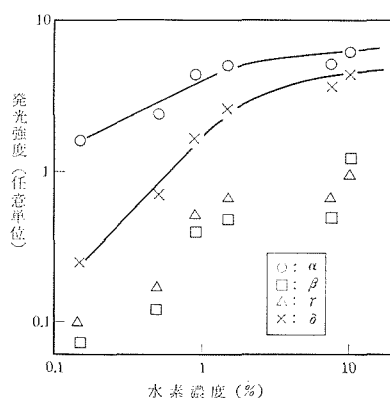 10
発光強度(任意単位)
1
0.1
0.1
1
10
水素濃度(%)
○: α
□: β
△: γ
×: δ